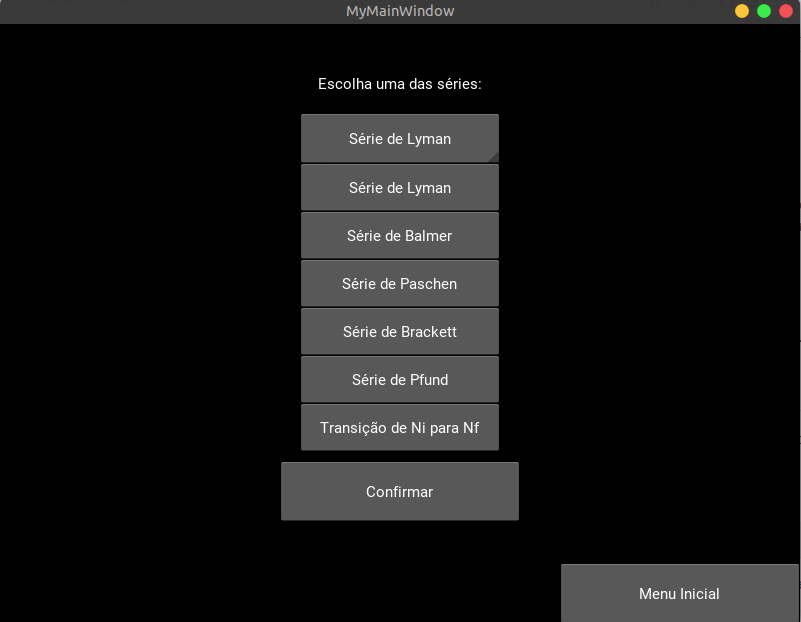 MyMainWindow
Escolha uma das séries:
Série de Lyman
Série de Lyman
Série de Balmer
Série de Paschen
Série de Brackett
Série de Pfund
Transição de Ni para Nf
Confirmar
Menu Inicial